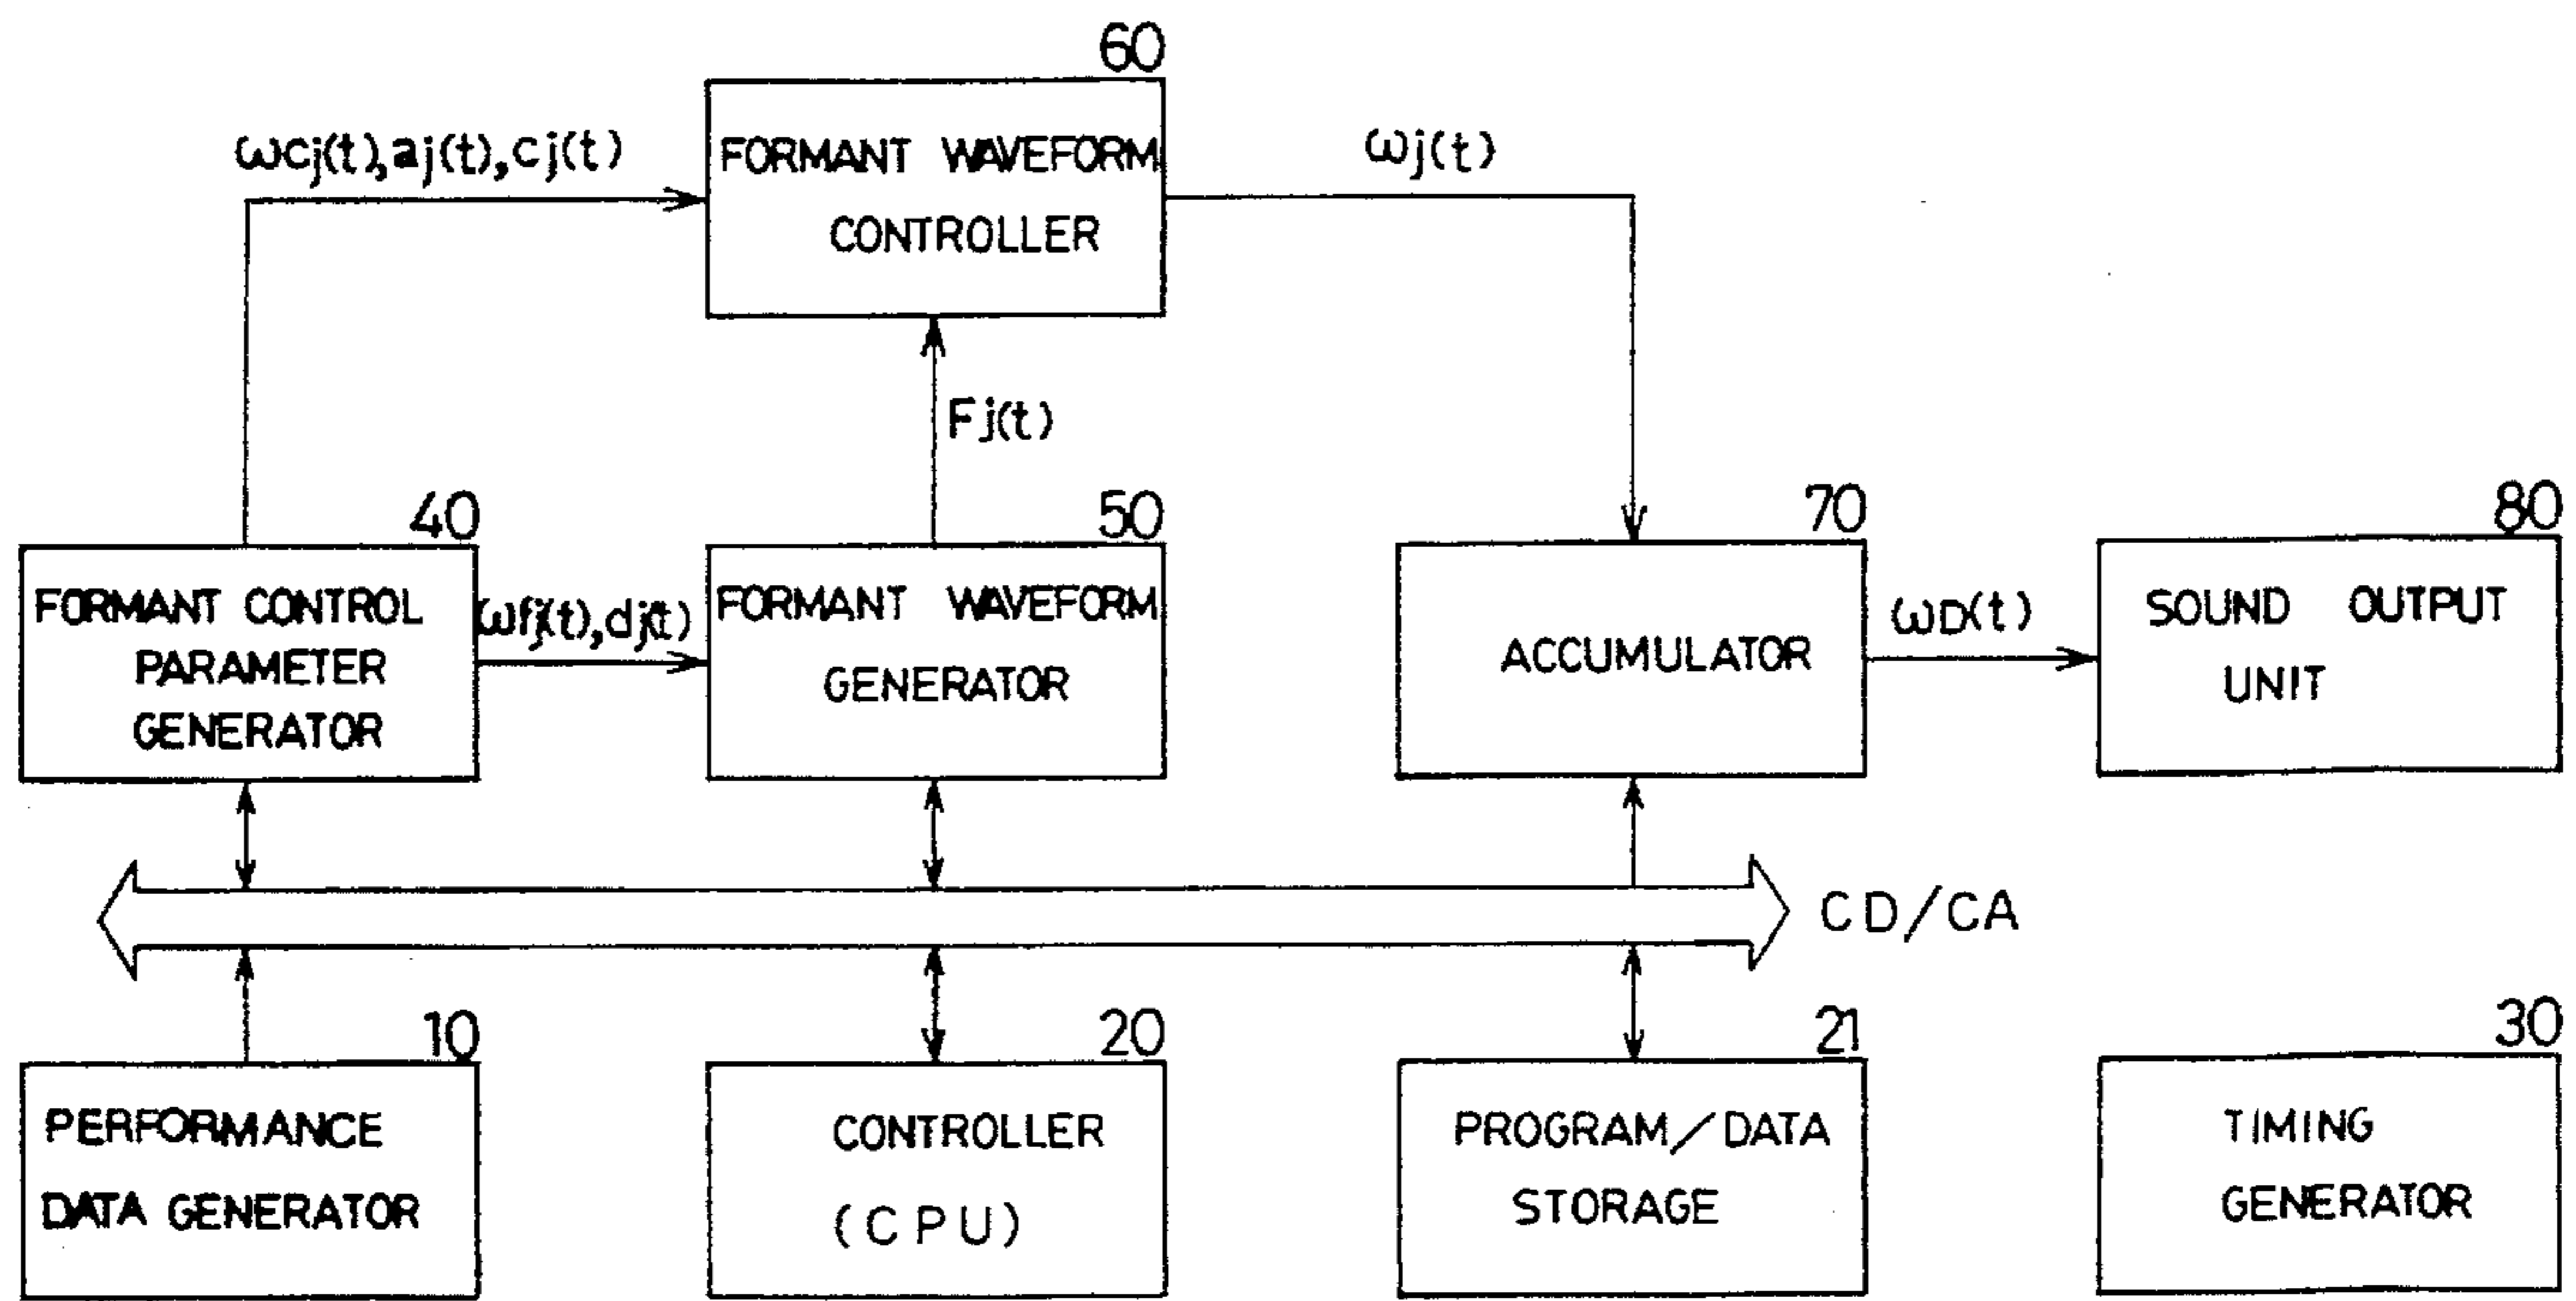 60
FORMANT WAVEFORM
CONTROLLER
ωcj(t),aj(t),cj(t)
ωj(t)
Fj(t)
40
FORMANT CONTROL
PARAMETER
GENERATOR
ωfj(t),dj(t)
50
FORMANT WAVEFORM
GENERATOR
70
ACCUMULATOR
ωD(t)
80
SOUND OUTPUT
UNIT
CD/CA
10
PERFORMANCE
DATA GENERATOR
20
CONTROLLER
(CPU)
21
PROGRAM/DATA
STORAGE
30
TIMING
GENERATOR